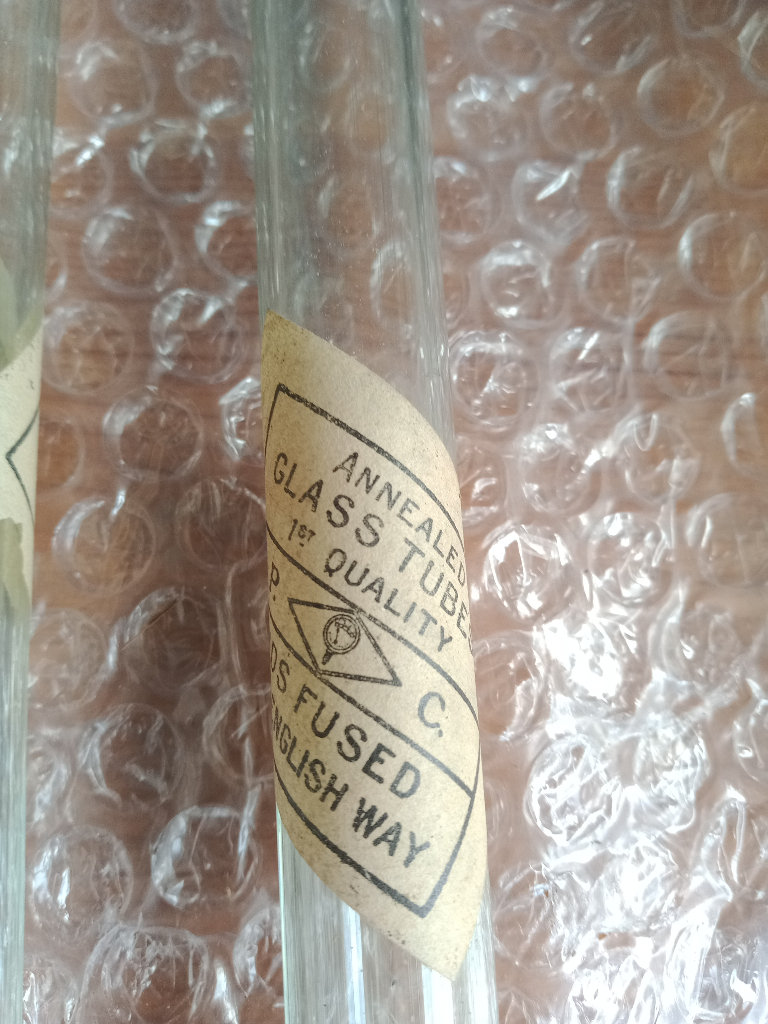 ANNEALED
GLASS TUBE
1ST QUALITY
P. C.
FUSED
ENGLISH WAY